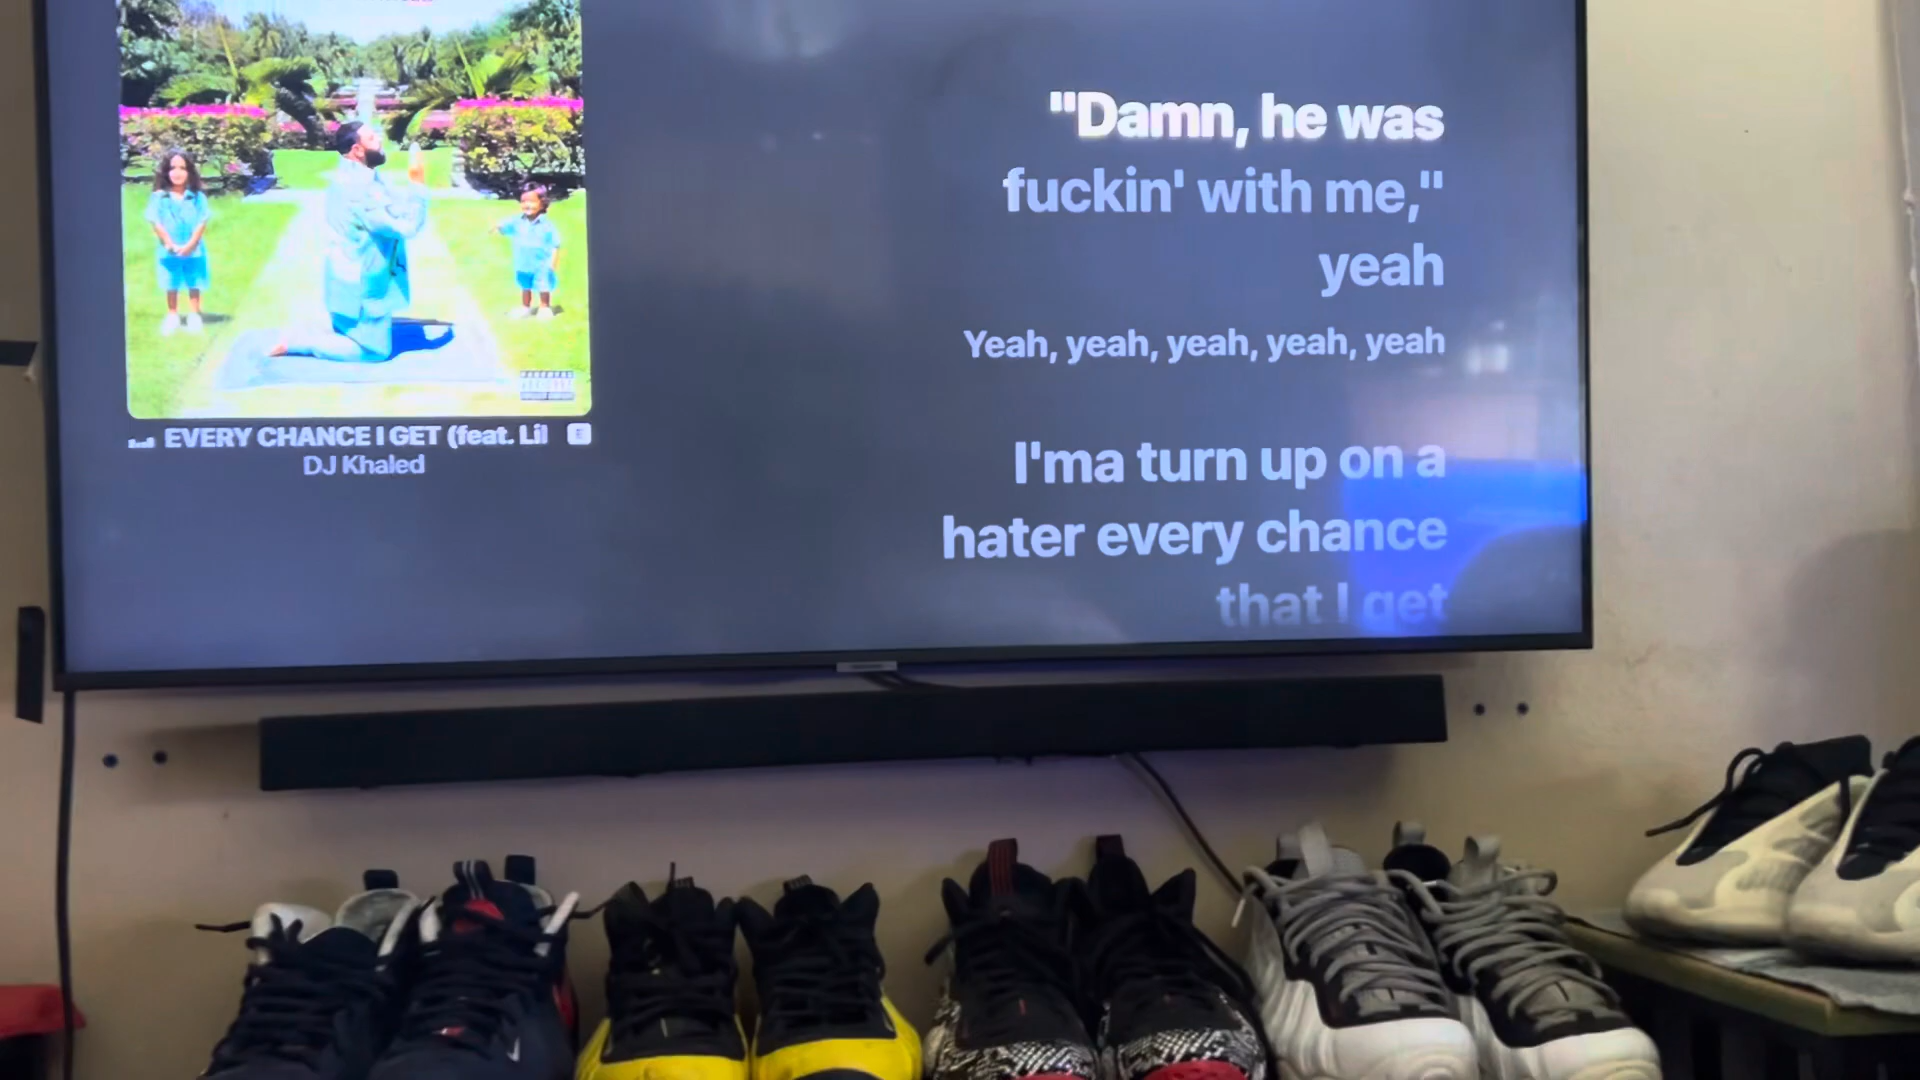 "Damn, he was
fuckin' with me,"
yeah
Yeah, yeah, yeah, yeah, yeah
I'ma turn up on a
hater every chance
that I get
EVERY CHANCE I GET (feat. Lil
E
DJ Khaled